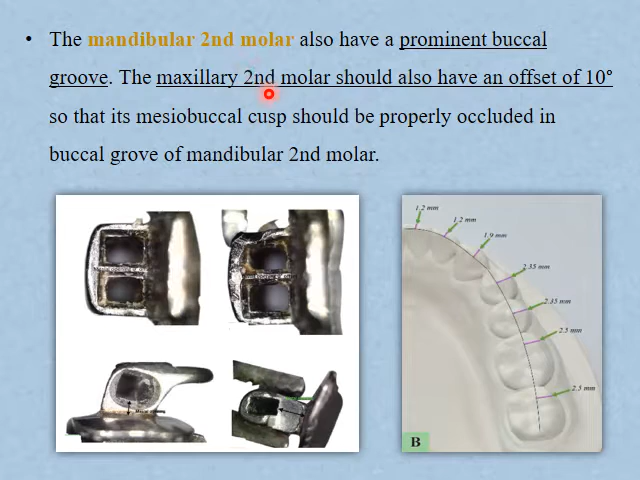 • The mandibular 2nd molar also have a prominent buccal
groove. The maxillary 2nd molar should also have an offset of 10°
so that its mesiobuccal cusp should be properly occluded in
buccal grove of mandibular 2nd molar.
1.2 mm
1.2 mm
1.9 mm
2.35 mm
2.35 mm
2.5 mm
2.5 mm
B